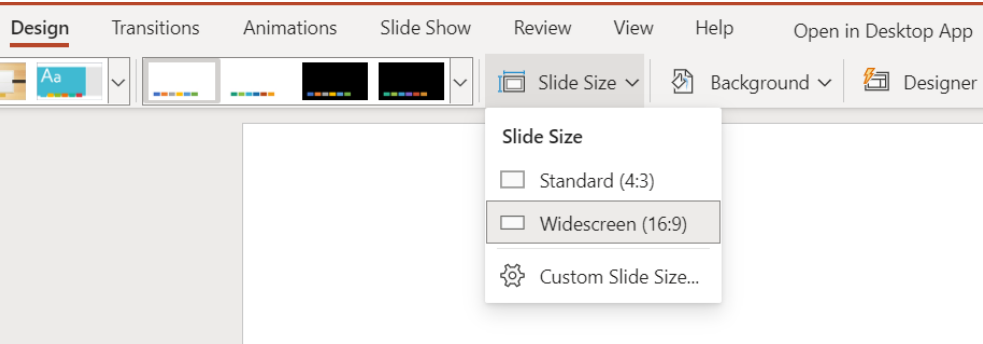 Design Transitions Animations Slide Show Review View Help Open in Desktop App
Aa Slide Size Background Designer
Slide Size
Standard (4:3)
Widescreen (16:9)
Custom Slide Size...